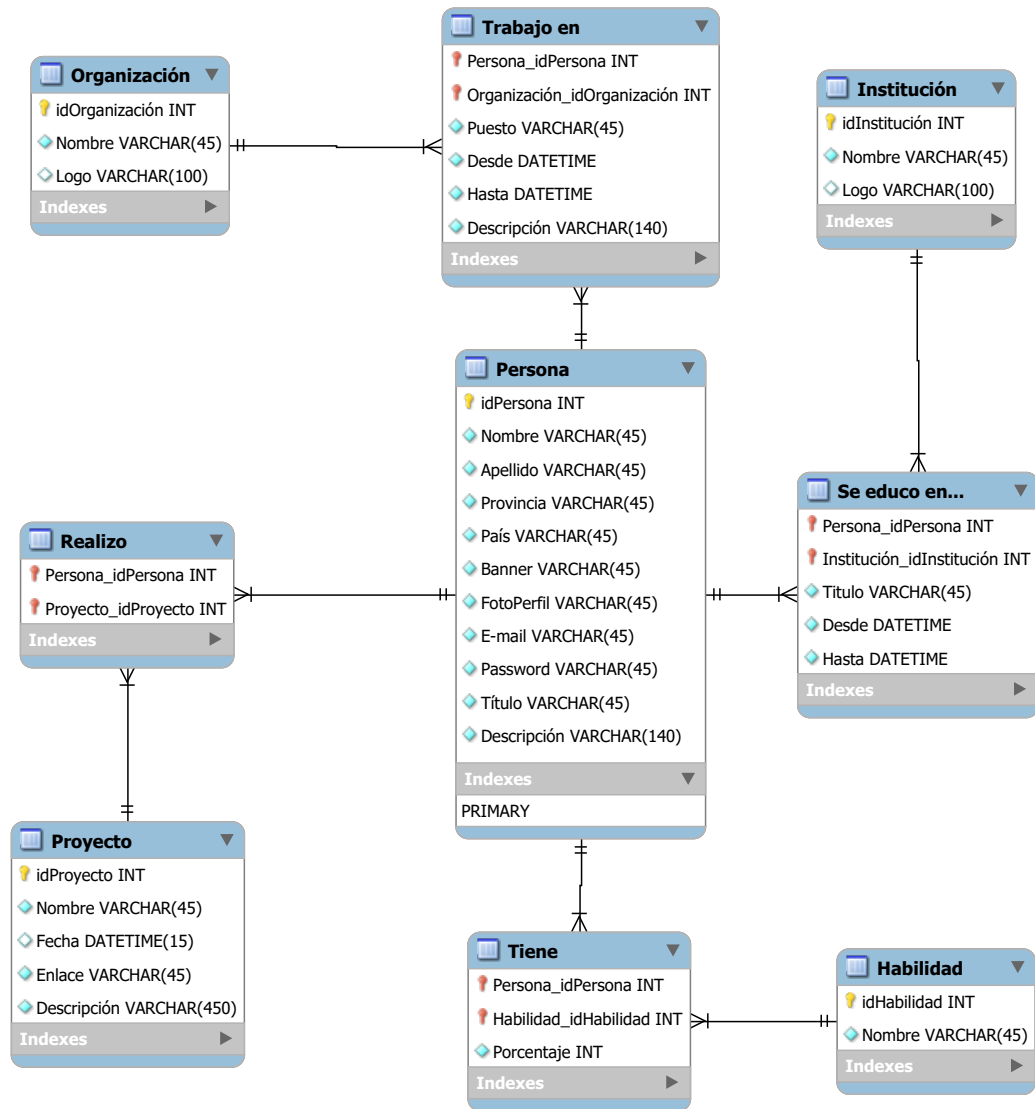 Trabajo en
Persona_idPersona INT
Organización_idOrganización INT
Puesto VARCHAR(45)
Desde DATETIME
Hasta DATETIME
Descripción VARCHAR(140)
Indexes
Organización
idOrganización INT
Nombre VARCHAR(45)
Logo VARCHAR(100)
Indexes
Institución
idInstitución INT
Nombre VARCHAR(45)
Logo VARCHAR(100)
Indexes
Persona
idPersona INT
Nombre VARCHAR(45)
Apellido VARCHAR(45)
Provincia VARCHAR(45)
País VARCHAR(45)
Banner VARCHAR(45)
FotoPerfil VARCHAR(45)
E-mail VARCHAR(45)
Password VARCHAR(45)
Título VARCHAR(45)
Descripción VARCHAR(140)
Indexes
PRIMARY
Se educo en...
Persona_idPersona INT
Institución_idInstitución INT
Titulo VARCHAR(45)
Desde DATETIME
Hasta DATETIME
Indexes
Realizo
Persona_idPersona INT
Proyecto_idProyecto INT
Indexes
Proyecto
idProyecto INT
Nombre VARCHAR(45)
Fecha DATETIME(15)
Enlace VARCHAR(45)
Descripción VARCHAR(450)
Indexes
Tiene
Persona_idPersona INT
Habilidad_idHabilidad INT
Porcentaje INT
Indexes
Habilidad
idHabilidad INT
Nombre VARCHAR(45)
Indexes